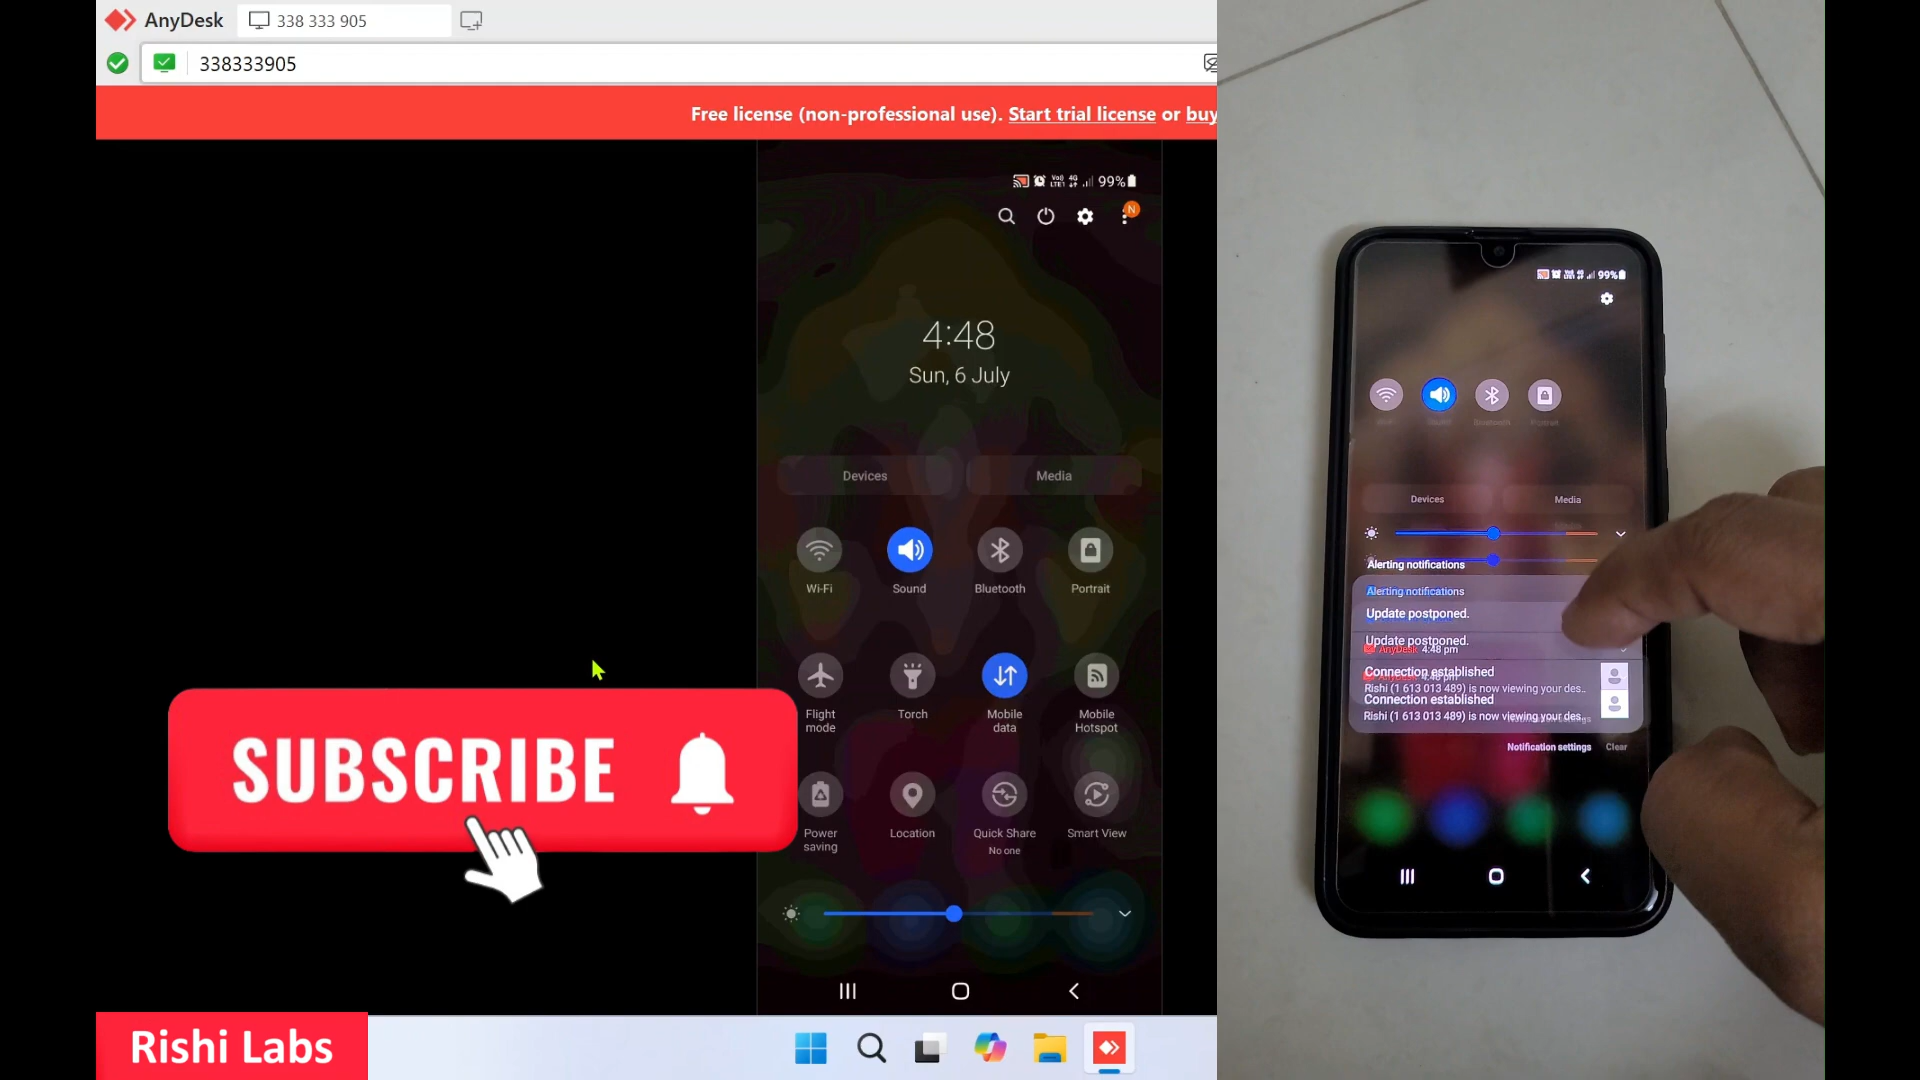 AnyDesk
338 333 905
338333905
Free license (non-professional use). Start trial license or buy
99%
N
4:48
Sun, 6 July
Devices
Media
Wi-Fi
Sound
Bluetooth
Portrait
Flight mode
Torch
Mobile data
Mobile Hotspot
Power saving
Location
Quick Share
No one
Smart View
SUBSCRIBE
Rishi Labs
99%
Devices
Media
Alerting notifications
Alerting notifications
Update postponed.
Update postponed.
AnyDesk 4:48 pm
Connection established
Rishi (1 613 013 489) is now viewing your des..
Connection established
Rishi (1 613 013 489) is now viewing your des..
Notification settings
Clear